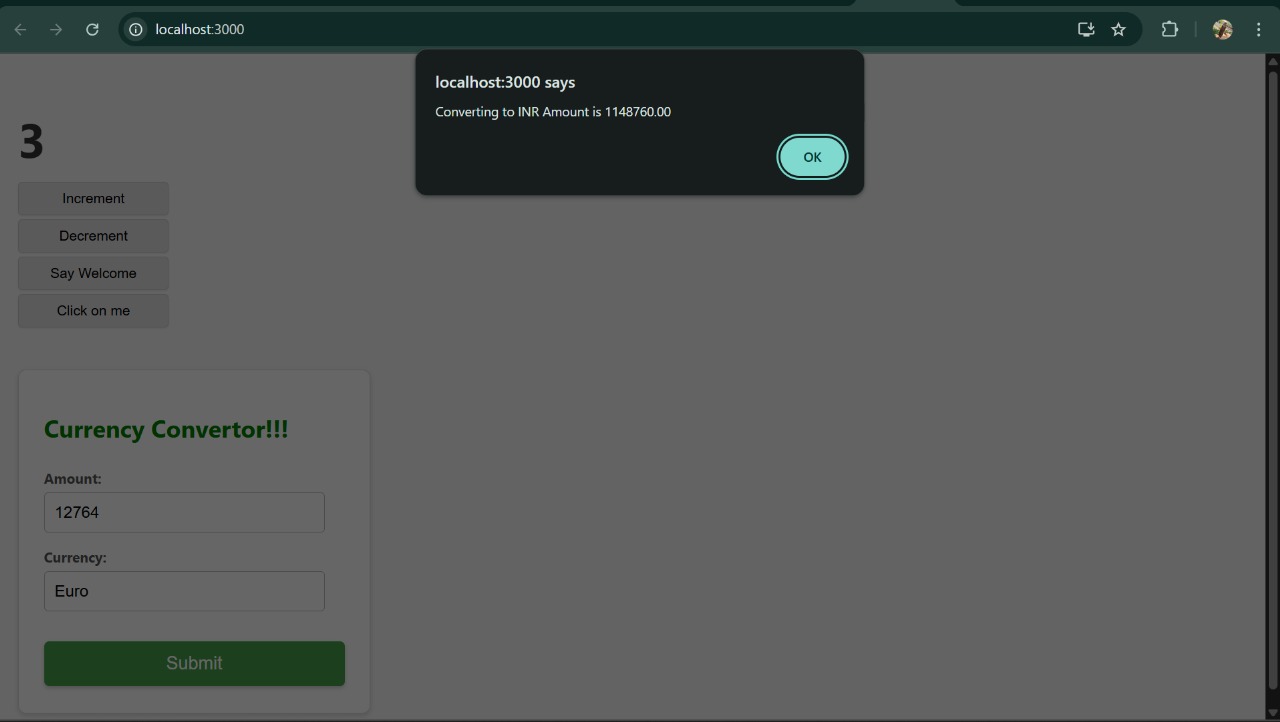 localhost:3000
localhost:3000 says
Converting to INR Amount is 1148760.00
OK
3
Increment
Decrement
Say Welcome
Click on me
Currency Convertor!!!
Amount:
12764
Currency:
Euro
Submit